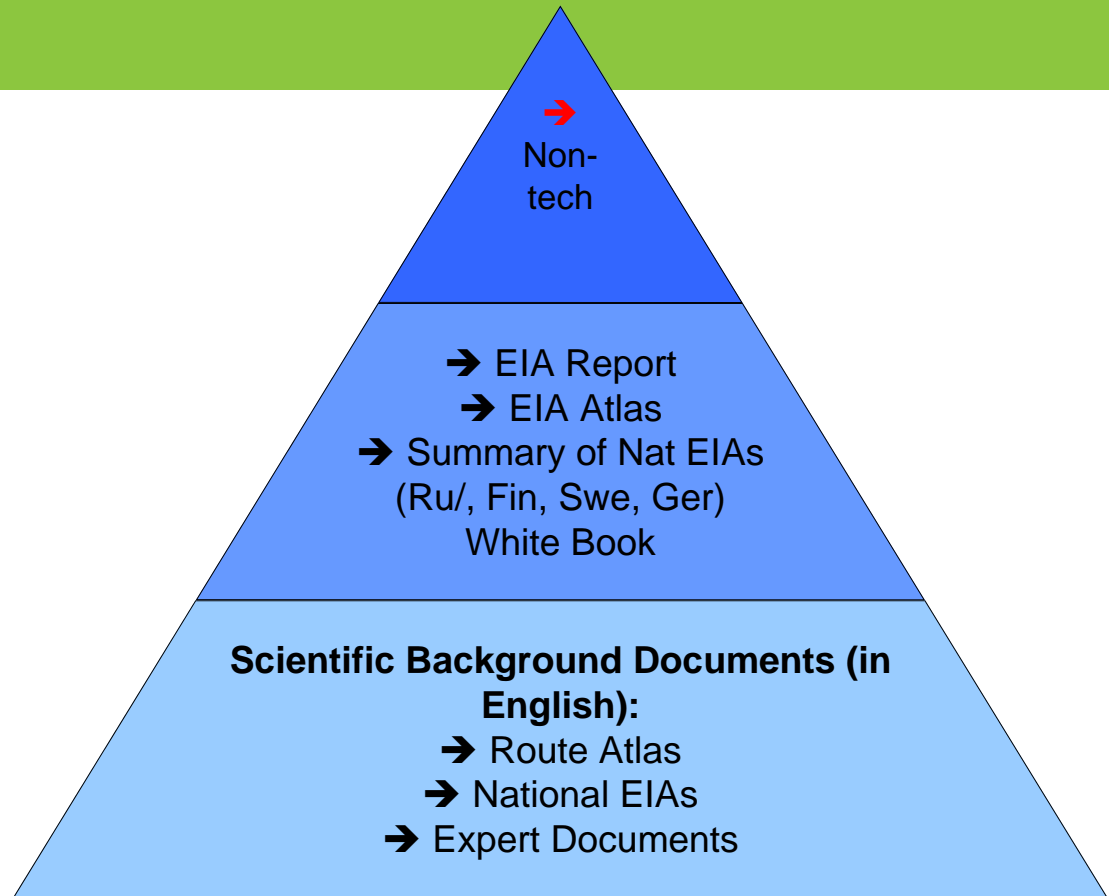 ➔
Non-
tech
➔ EIA Report
➔ EIA Atlas
➔ Summary of Nat EIAs
(Ru/, Fin, Swe, Ger)
White Book
Scientific Background Documents (in
English):
➔ Route Atlas
➔ National EIAs
➔ Expert Documents